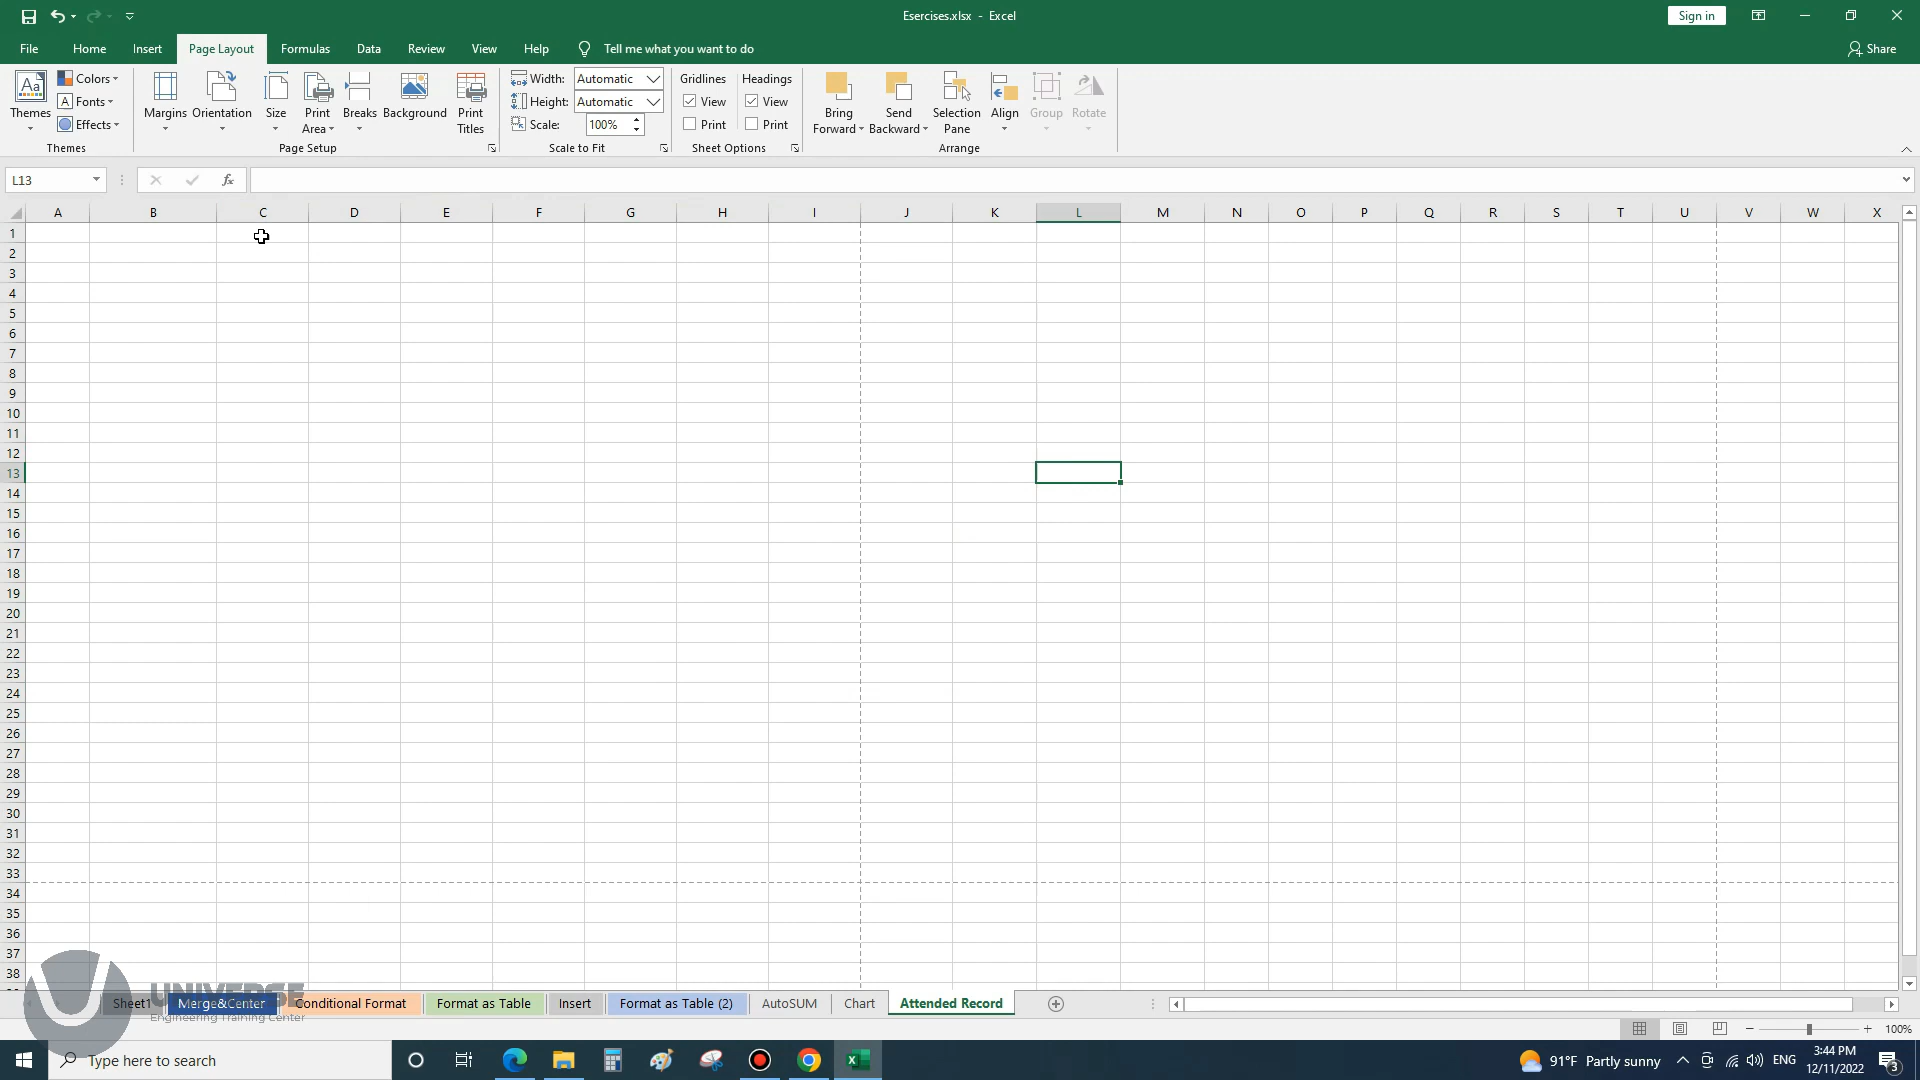 Esercises.xlsx - Excel
Sign in
File Home Insert Page Layout Formulas Data Review View Help Tell me what you want to do
Share
Themes
Colors
Fonts
Effects
Themes
Margins
Orientation
Size
Print Area
Breaks
Background
Print Titles
Page Setup
Width: Automatic
Height: Automatic
Scale: 100%
Scale to Fit
Gridlines
View
Print
Headings
View
Print
Sheet Options
Bring Forward
Send Backward
Selection Pane
Align
Group
Rotate
Arrange
L13
fx
A B C D E F G H I J K L M N O P Q R S T U V W X
1
2
3
4
5
6
7
8
9
10
11
12
13
14
15
16
17
18
19
20
21
22
23
24
25
26
27
28
29
30
31
32
33
34
35
36
37
38
UNIVERSE
Engineering Training Center
Sheet1 Merge&Center Conditional Format Format as Table Insert Format as Table (2) AutoSUM Chart Attended Record
100%
Type here to search
91°F Partly sunny
ENG
3:44 PM
12/11/2022
3